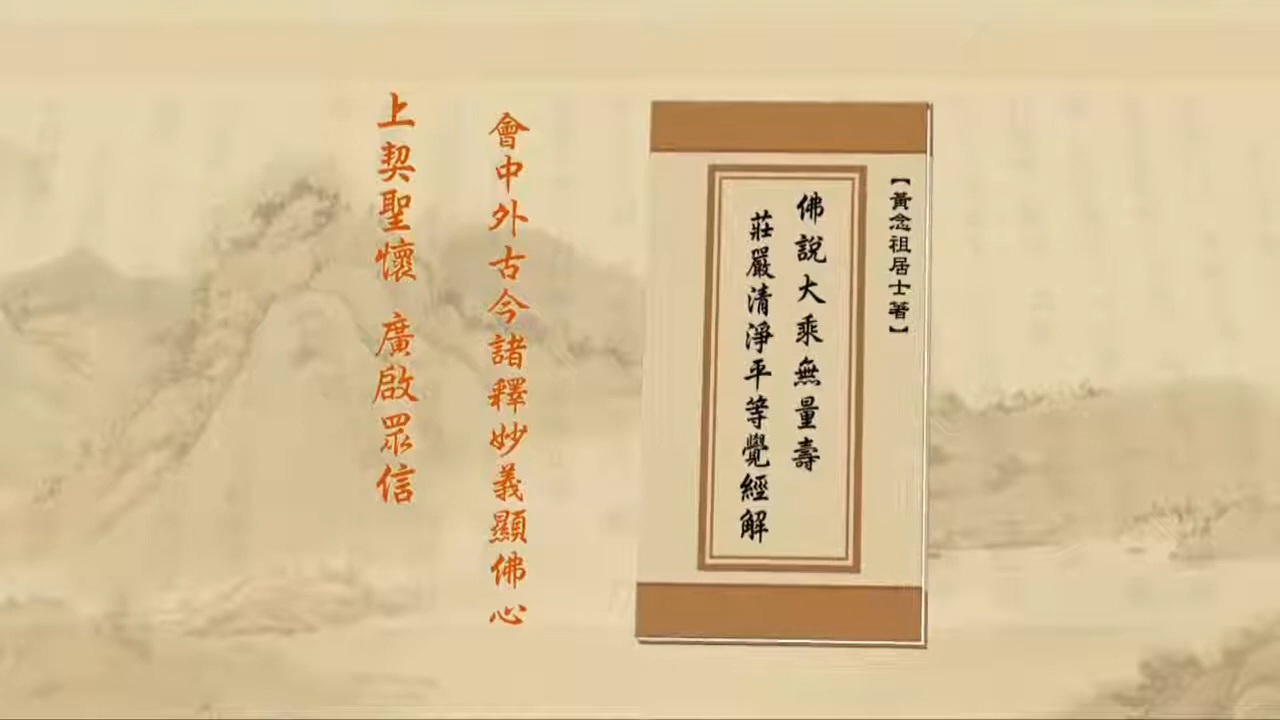 【黃念祖居士著】
佛說大乘無量壽
莊嚴清淨平等覺經解
會中外古今諸釋妙義顯佛心
上契聖懷 廣啟眾信